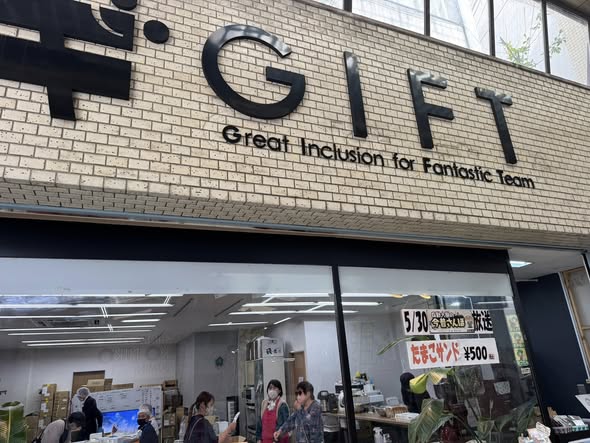 GIFT
Great Inclusion for Fantastic Team
5/30 放送
たまごサンド ¥500